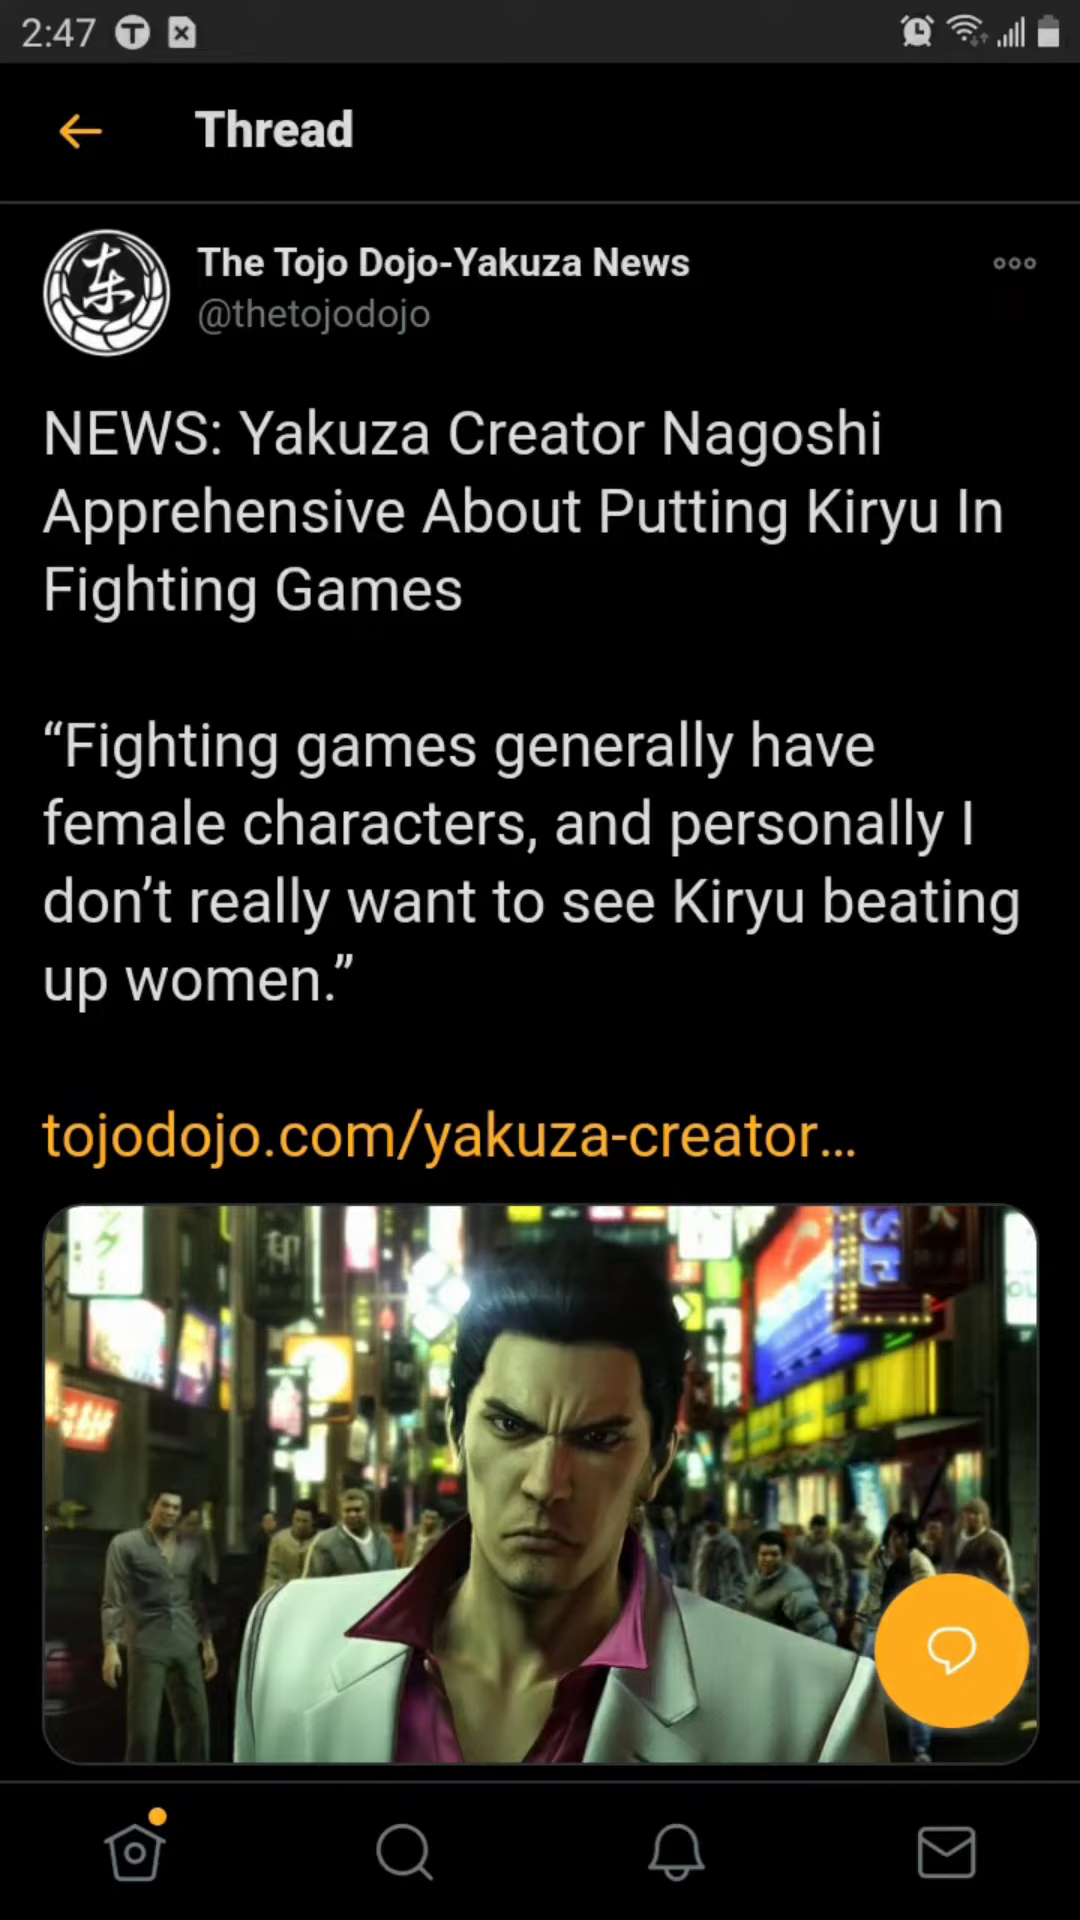 2:47
Thread
The Tojo Dojo-Yakuza News
@thetojodojo
NEWS: Yakuza Creator Nagoshi
Apprehensive About Putting Kiryu In
Fighting Games
“Fighting games generally have
female characters, and personally I
don’t really want to see Kiryu beating
up women.”
tojodojo.com/yakuza-creator...